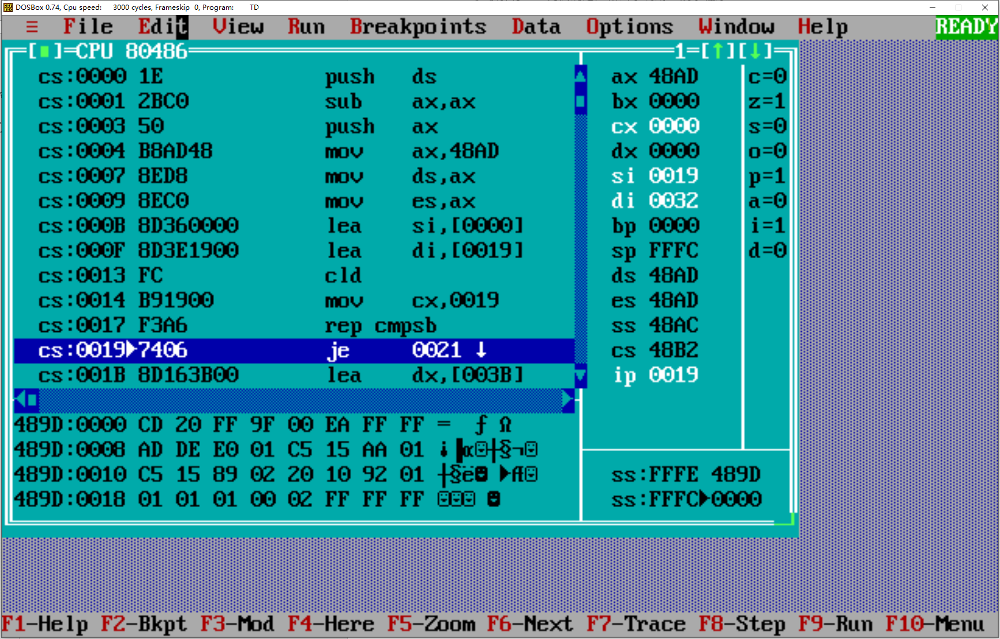 DOSBox 0.74, Cpu speed: 3000 cycles, Frameskip 0, Program: TD
≡ File Edit View Run Breakpoints Data Options Window Help READY
[■]=CPU 80486 1=[↑][↓]
cs:0000 1E push ds
cs:0001 2BC0 sub ax,ax
cs:0003 50 push ax
cs:0004 B8AD48 mov ax,48AD
cs:0007 8ED8 mov ds,ax
cs:0009 8EC0 mov es,ax
cs:000B 8D360000 lea si,[0000]
cs:000F 8D3E1900 lea di,[0019]
cs:0013 FC cld
cs:0014 B91900 mov cx,0019
cs:0017 F3A6 rep cmpsb
cs:0019►7406 je 0021 ↓
cs:001B 8D163B00 lea dx,[003B]
ax 48AD
bx 0000
cx 0000
dx 0000
si 0019
di 0032
bp 0000
sp FFFC
ds 48AD
es 48AD
ss 48AC
cs 48B2
ip 0019
c=0
z=1
s=0
o=0
p=1
a=0
i=1
d=0
489D:0000 CD 20 FF 9F 00 EA FF FF = ƒ Ω
489D:0008 AD DE E0 01 C5 15 AA 01 ¡▐α☺┼§¬☺
489D:0010 C5 15 89 02 20 10 92 01 ┼§ë☻ ►Æ☺
489D:0018 01 01 01 00 02 FF FF FF ☺☺☺ ☻
ss:FFFE 489D
ss:FFFC►0000
F1-Help F2-Bkpt F3-Mod F4-Here F5-Zoom F6-Next F7-Trace F8-Step F9-Run F10-Menu